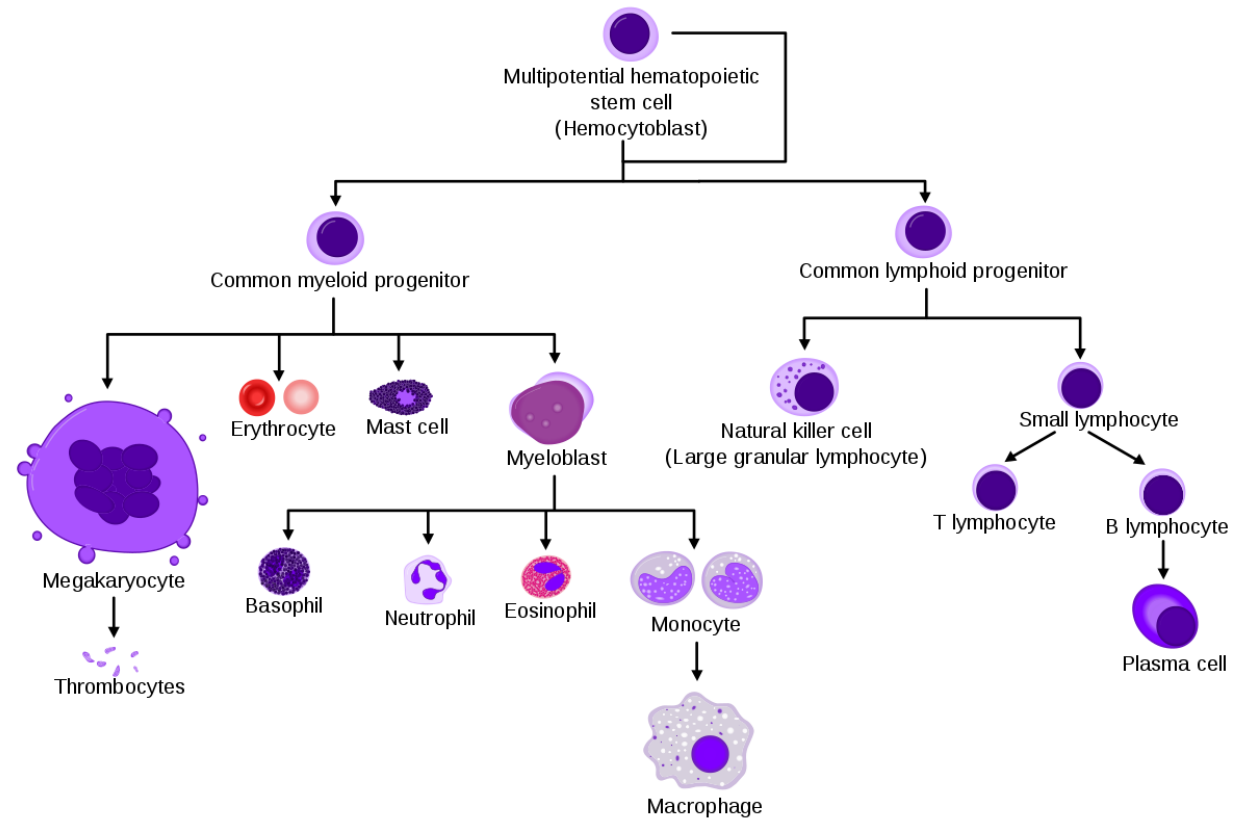 Multipotential hematopoietic
stem cell
(Hemocytoblast)
Common myeloid progenitor
Common lymphoid progenitor
Erythrocyte
Mast cell
Myeloblast
Natural killer cell
(Large granular lymphocyte)
Small lymphocyte
T lymphocyte
B lymphocyte
Megakaryocyte
Basophil
Neutrophil
Eosinophil
Monocyte
Plasma cell
Thrombocytes
Macrophage